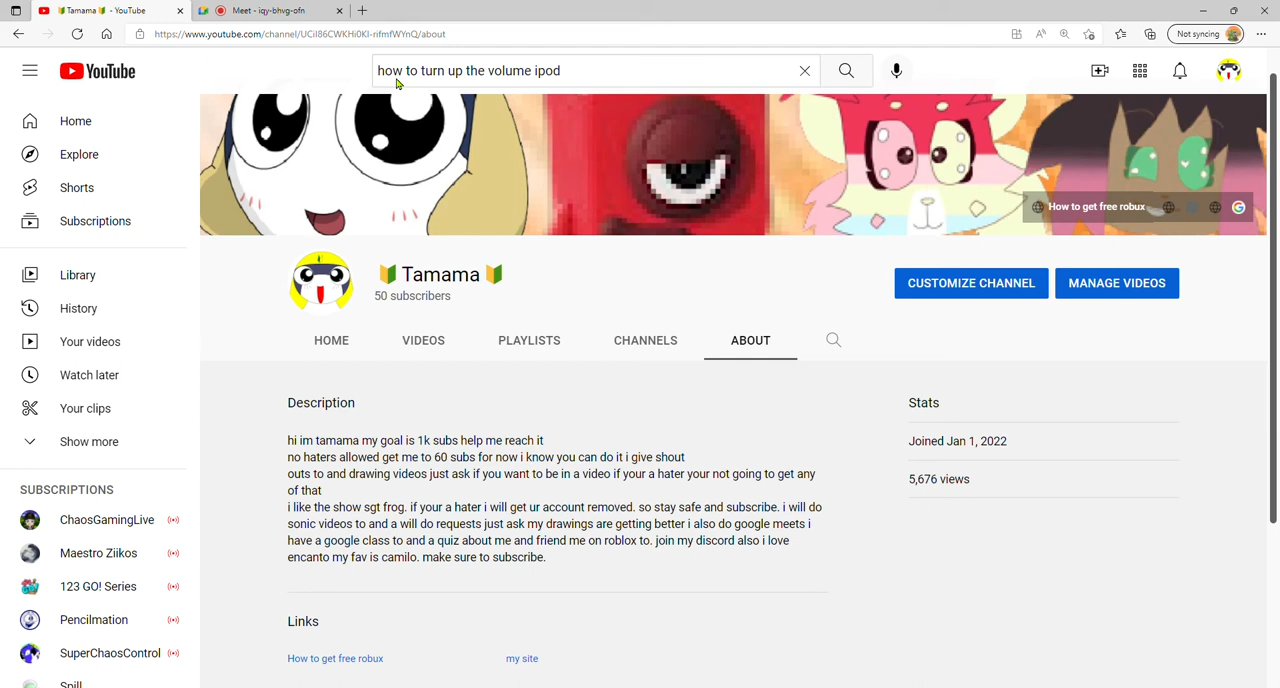 🔰Tamama🔰 - YouTube
Meet - iqy-bhvg-ofn
https://www.youtube.com/channel/UCiI86CWKHi0KI-rifmfWYnQ/about
Not syncing
YouTube
how to turn up the volume ipod
Home
Explore
Shorts
Subscriptions
Library
History
Your videos
Watch later
Your clips
Show more
SUBSCRIPTIONS
ChaosGamingLive
Maestro Ziikos
123 GO! Series
Pencilmation
SuperChaosControl
Spill
How to get free robux
🔰Tamama🔰
50 subscribers
CUSTOMIZE CHANNEL
MANAGE VIDEOS
HOME
VIDEOS
PLAYLISTS
CHANNELS
ABOUT
Description
hi im tamama my goal is 1k subs help me reach it
no haters allowed get me to 60 subs for now i know you can do it i give shout
outs to and drawing videos just ask if you want to be in a video if your a hater your not going to get any
of that
i like the show sgt frog. if your a hater i will get ur account removed. so stay safe and subscribe. i will do
sonic videos to and a will do requests just ask my drawings are getting better i also do google meets i
have a google class to and a quiz about me and friend me on roblox to. join my discord also i love
encanto my fav is camilo. make sure to subscribe.
Links
How to get free robux
my site
Stats
Joined Jan 1, 2022
5,676 views